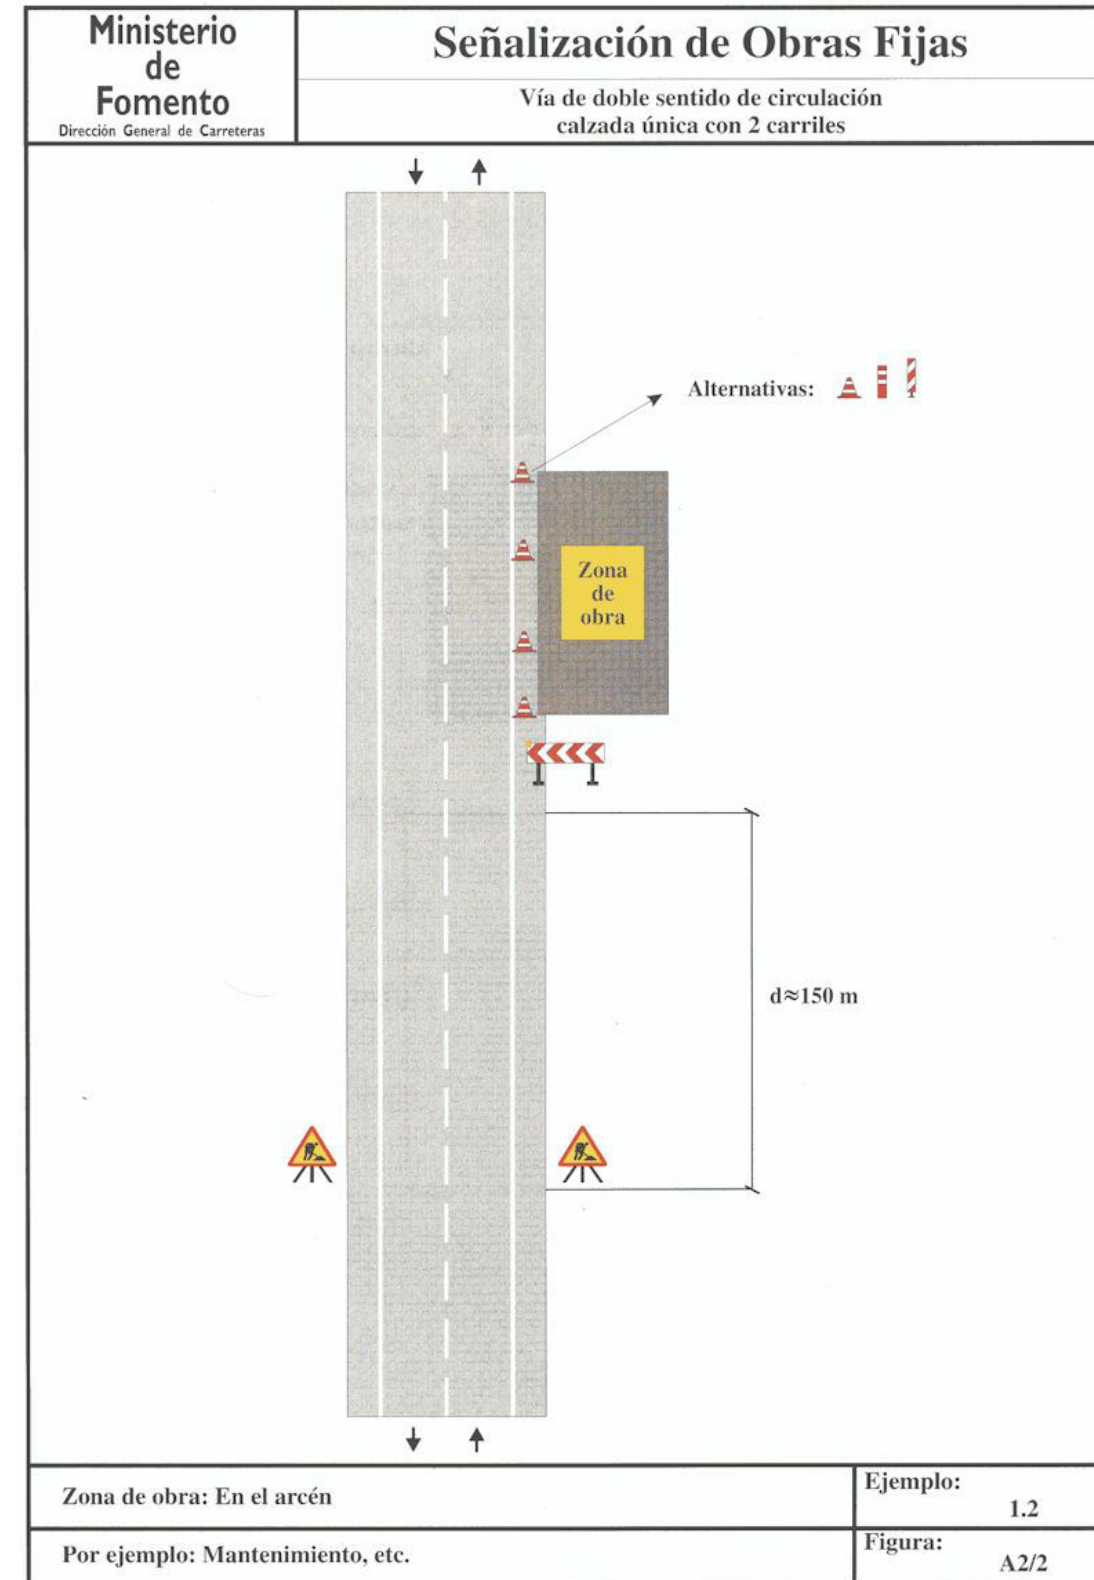 Ministerio
de
Fomento
Dirección General de Carreteras
Señalización de Obras Fijas
Vía de doble sentido de circulación
calzada única con 2 carriles
Alternativas:
Zona
de
obra
d≈150 m
Zona de obra: En el arcén
Ejemplo:
1.2
Por ejemplo: Mantenimiento, etc.
Figura:
A2/2